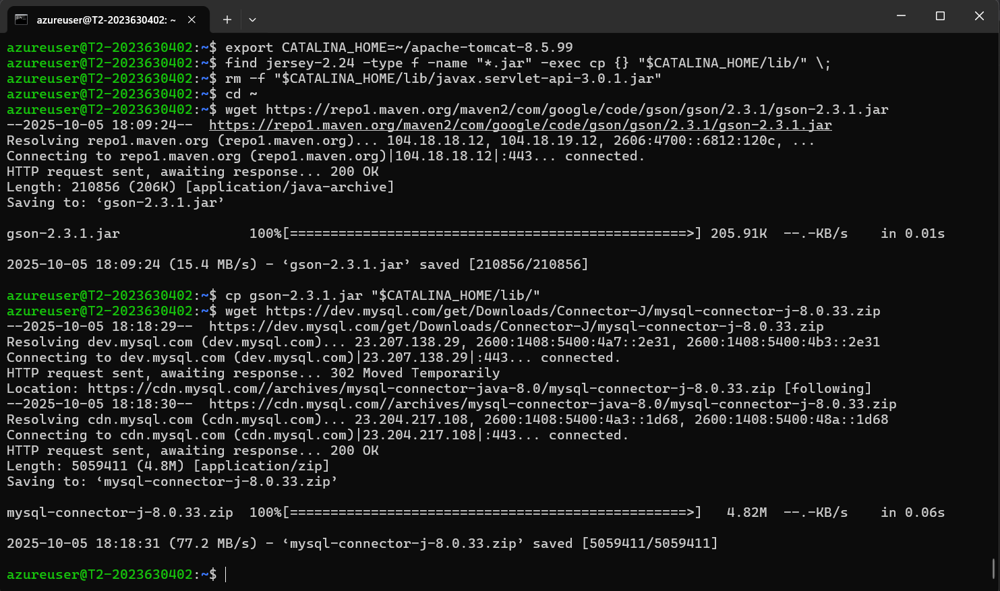 azureuser@T2-2023630402: ~
azureuser@T2-2023630402:~$ export CATALINA_HOME=~/apache-tomcat-8.5.99
azureuser@T2-2023630402:~$ find jersey-2.24 -type f -name "*.jar" -exec cp {} "$CATALINA_HOME/lib/" \;
azureuser@T2-2023630402:~$ rm -f "$CATALINA_HOME/lib/javax.servlet-api-3.0.1.jar"
azureuser@T2-2023630402:~$ cd ~
azureuser@T2-2023630402:~$ wget https://repo1.maven.org/maven2/com/google/code/gson/gson/2.3.1/gson-2.3.1.jar
--2025-10-05 18:09:24--  https://repo1.maven.org/maven2/com/google/code/gson/gson/2.3.1/gson-2.3.1.jar
Resolving repo1.maven.org (repo1.maven.org)... 104.18.18.12, 104.18.19.12, 2606:4700::6812:120c, ...
Connecting to repo1.maven.org (repo1.maven.org)|104.18.18.12|:443... connected.
HTTP request sent, awaiting response... 200 OK
Length: 210856 (206K) [application/java-archive]
Saving to: ‘gson-2.3.1.jar’
gson-2.3.1.jar                100%[=================================================>] 205.91K  --.-KB/s    in 0.01s
2025-10-05 18:09:24 (15.4 MB/s) - ‘gson-2.3.1.jar’ saved [210856/210856]
azureuser@T2-2023630402:~$ cp gson-2.3.1.jar "$CATALINA_HOME/lib/"
azureuser@T2-2023630402:~$ wget https://dev.mysql.com/get/Downloads/Connector-J/mysql-connector-j-8.0.33.zip
--2025-10-05 18:18:29--  https://dev.mysql.com/get/Downloads/Connector-J/mysql-connector-j-8.0.33.zip
Resolving dev.mysql.com (dev.mysql.com)... 23.207.138.29, 2600:1408:5400:4a7::2e31, 2600:1408:5400:4b3::2e31
Connecting to dev.mysql.com (dev.mysql.com)|23.207.138.29|:443... connected.
HTTP request sent, awaiting response... 302 Moved Temporarily
Location: https://cdn.mysql.com//archives/mysql-connector-java-8.0/mysql-connector-j-8.0.33.zip [following]
--2025-10-05 18:18:30--  https://cdn.mysql.com//archives/mysql-connector-java-8.0/mysql-connector-j-8.0.33.zip
Resolving cdn.mysql.com (cdn.mysql.com)... 23.204.217.108, 2600:1408:5400:4a3::1d68, 2600:1408:5400:48a::1d68
Connecting to cdn.mysql.com (cdn.mysql.com)|23.204.217.108|:443... connected.
HTTP request sent, awaiting response... 200 OK
Length: 5059411 (4.8M) [application/zip]
Saving to: ‘mysql-connector-j-8.0.33.zip’
mysql-connector-j-8.0.33.zip  100%[=================================================>]   4.82M  --.-KB/s    in 0.06s
2025-10-05 18:18:31 (77.2 MB/s) - ‘mysql-connector-j-8.0.33.zip’ saved [5059411/5059411]
azureuser@T2-2023630402:~$